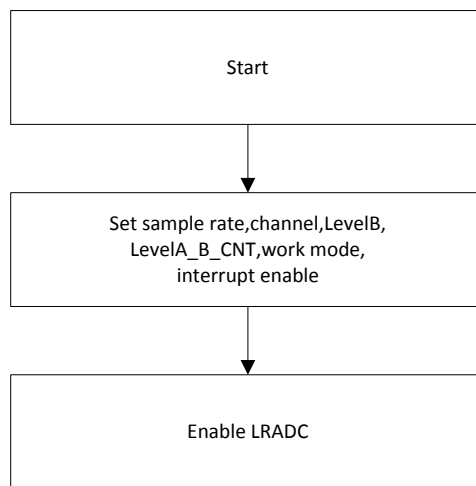 Start
Set sample rate,channel,LevelB,
LevelA_B_CNT,work mode,
interrupt enable
Enable LRADC